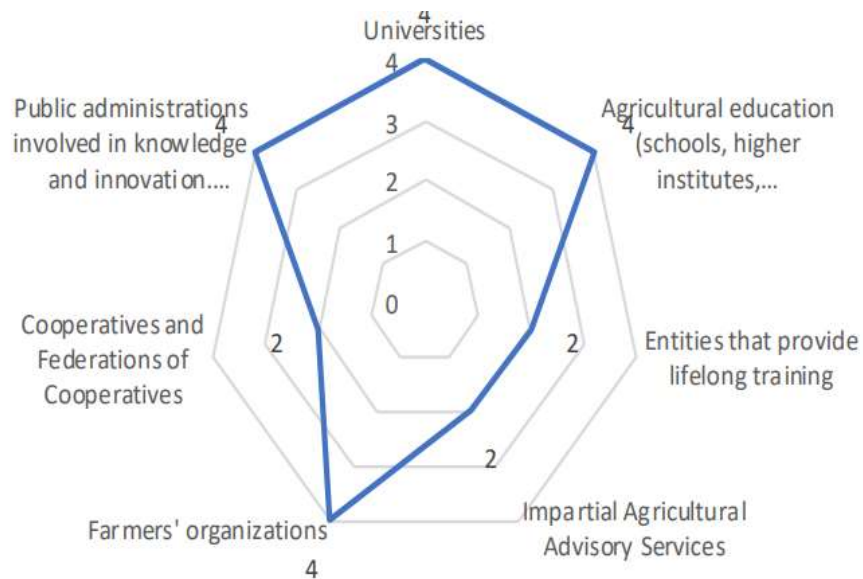 4
Universities
4
Public administrations
4
involved in knowledge
and innovation....
Agricultural education
4
(schools, higher
institutes,...
3
2
1
0
Cooperatives and
Federations of
Cooperatives
2
2
Entities that provide
lifelong training
2
Farmers' organizations
4
Impartial Agricultural
Advisory Services